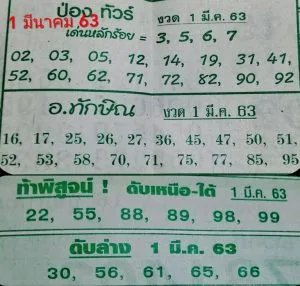 ป๋อง ทัวร์ งวด 1 มี.ค. 63
1 มีนาคม 63
เด่นหลักร้อย = 3, 5, 6, 7
02, 03, 05, 12, 14, 19, 31, 41,
52, 60, 62, 71, 72, 82, 90, 92
อ.ทักษิณ งวด 1 มี.ค. 63
16, 17, 25, 26, 27, 36, 45, 47, 50, 51,
52, 53, 58, 70, 71, 75, 77, 85, 95
ท้าพิสูจน์ ! ดับเหนือ-ใต้ 1 มี.ค. 63
22, 55, 88, 89, 98, 99
ดับล่าง 1 มี.ค. 63
30, 56, 61, 65, 66